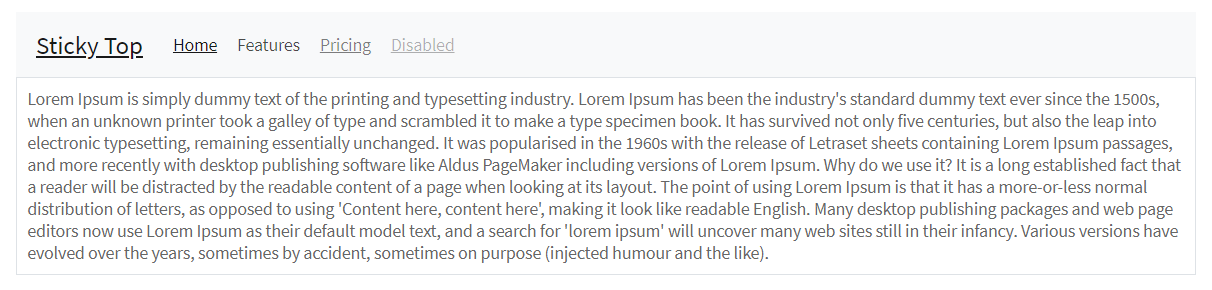 Sticky Top Home Features Pricing Disabled
Lorem Ipsum is simply dummy text of the printing and typesetting industry. Lorem Ipsum has been the industry's standard dummy text ever since the 1500s,
when an unknown printer took a galley of type and scrambled it to make a type specimen book. It has survived not only five centuries, but also the leap into
electronic typesetting, remaining essentially unchanged. It was popularised in the 1960s with the release of Letraset sheets containing Lorem Ipsum passages,
and more recently with desktop publishing software like Aldus PageMaker including versions of Lorem Ipsum. Why do we use it? It is a long established fact that
a reader will be distracted by the readable content of a page when looking at its layout. The point of using Lorem Ipsum is that it has a more-or-less normal
distribution of letters, as opposed to using 'Content here, content here', making it look like readable English. Many desktop publishing packages and web page
editors now use Lorem Ipsum as their default model text, and a search for 'lorem ipsum' will uncover many web sites still in their infancy. Various versions have
evolved over the years, sometimes by accident, sometimes on purpose (injected humour and the like).